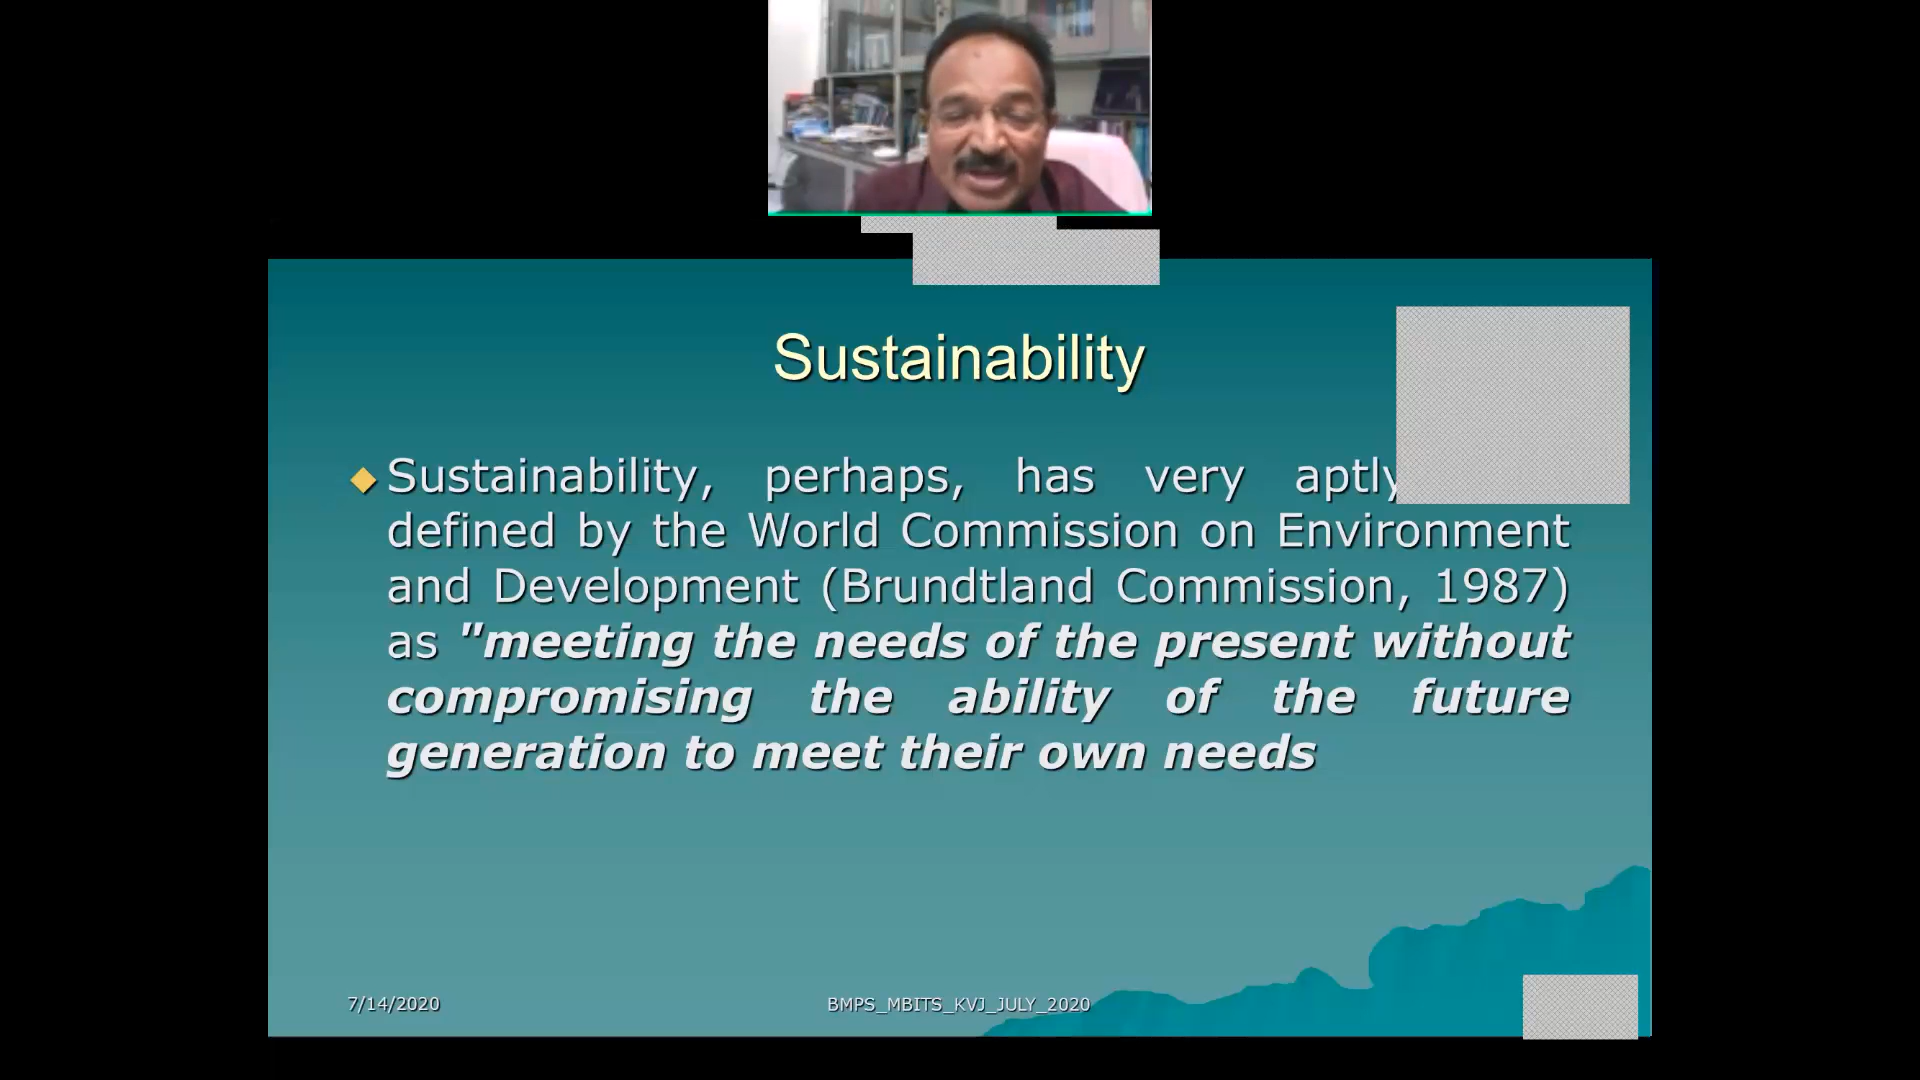 Sustainability
Sustainability, perhaps, has very aptly
defined by the World Commission on Environment
and Development (Brundtland Commission, 1987)
as "meeting the needs of the present without
compromising the ability of the future
generation to meet their own needs
7/14/2020
BMPS_MBITS_KVJ_JULY_2020